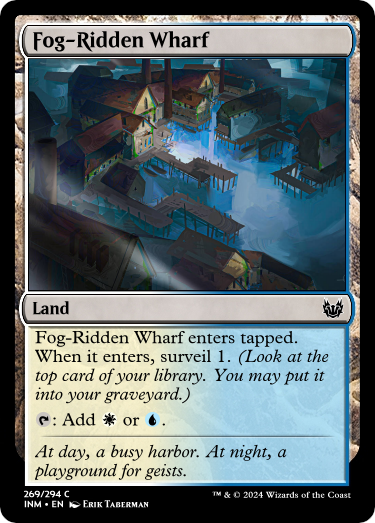 Fog-Ridden Wharf
Land
Fog-Ridden Wharf enters tapped.
When it enters, surveil 1. (Look at the
top card of your library. You may put it
into your graveyard.)
: Add or .
At day, a busy harbor. At night, a
playground for geists.
269/294 C
INM • EN Erik Taberman
™ & © 2024 Wizards of the Coast